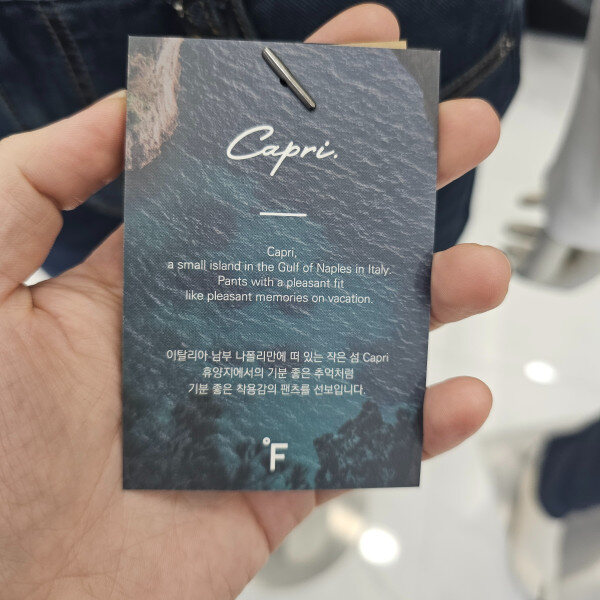 Capri.
Capri,
a small island in the Gulf of Naples in Italy.
Pants with a pleasant fit
like pleasant memories on vacation.
이탈리아 남부 나폴리만에 떠 있는 작은 섬 Capri
휴양지에서의 기분 좋은 추억처럼
기분 좋은 착용감의 팬츠를 선보입니다.
°F